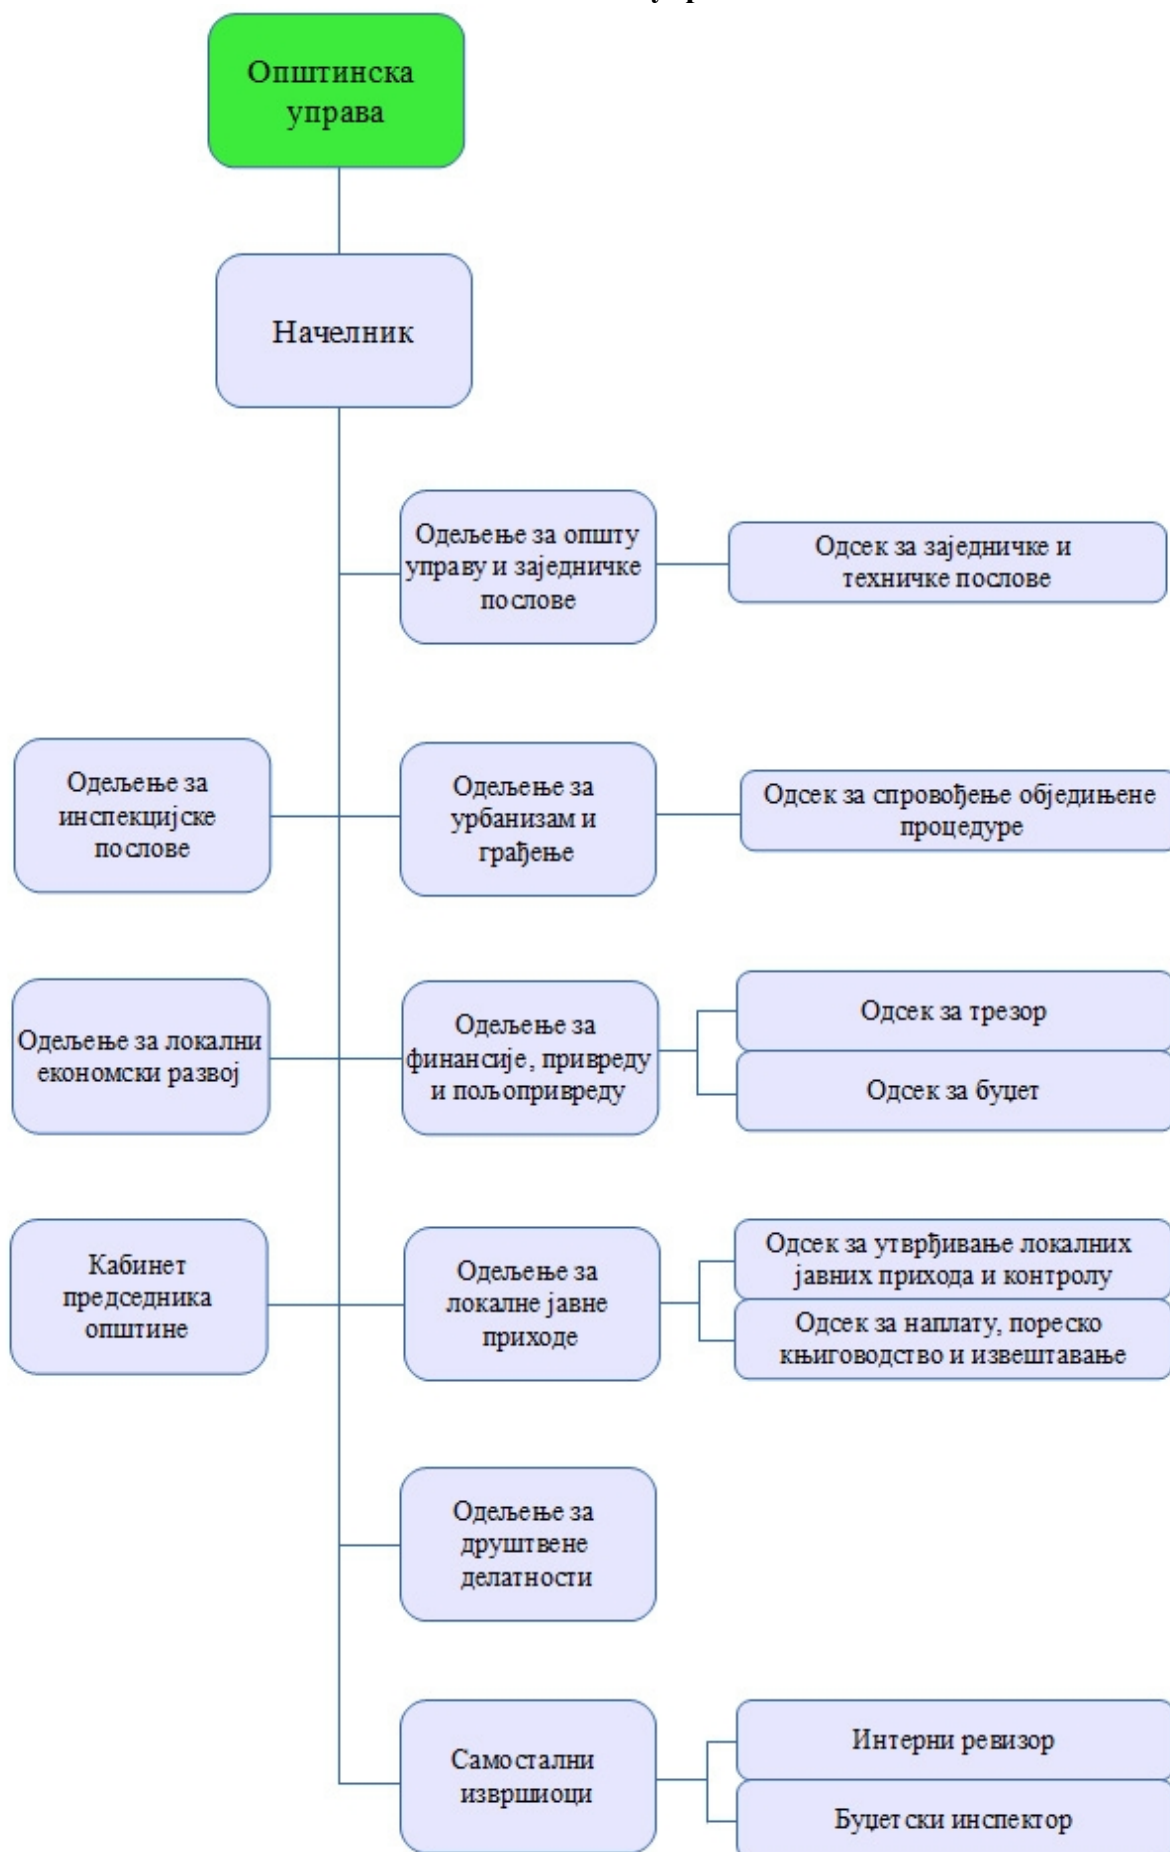 Општинска
управа
Начелник
Одељење за општу
управу и заједничке
послове
Одсек за заједничке и
техничке послове
Одељење за
инспекцијске
послове
Одељење за
урбанизам и
грађење
Одсек за спровођење обједињене
процедуре
Одељење за локални
економски развој
Одељење за
финансије, привреду
и пољопривреду
Одсек за трезор
Одсек за буџет
Кабинет
председника
општине
Одељење за
локалне јавне
приходе
Одсек за утврђивање локалних
јавних прихода и контролу
Одсек за наплату, пореско
књиговодство и извештавање
Одељење за
друштвене
делатности
Самостални
извршиоци
Интерни ревизор
Буџетски инспектор